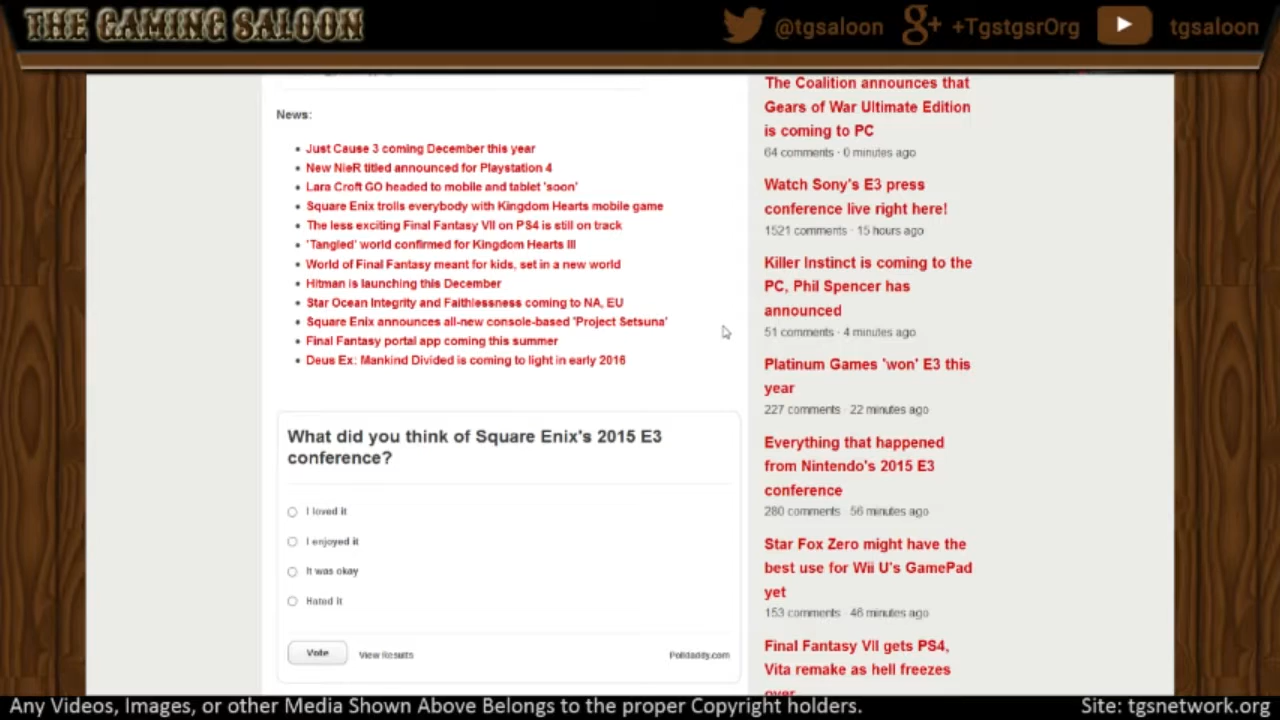 THE GAMING SALOON
@tgsaloon
+TgstgsrOrg
tgsaloon
News:
Just Cause 3 coming December this year
New NieR titled announced for Playstation 4
Lara Croft GO headed to mobile and tablet 'soon'
Square Enix trolls everybody with Kingdom Hearts mobile game
The less exciting Final Fantasy VII on PS4 is still on track
'Tangled' world confirmed for Kingdom Hearts III
World of Final Fantasy meant for kids, set in a new world
Hitman is launching this December
Star Ocean Integrity and Faithlessness coming to NA, EU
Square Enix announces all-new console-based 'Project Setsuna'
Final Fantasy portal app coming this summer
Deus Ex: Mankind Divided is coming to light in early 2016
What did you think of Square Enix's 2015 E3
conference?
I loved it
I enjoyed it
It was okay
Hated it
Vote
View Results
Polldaddy.com
The Coalition announces that
Gears of War Ultimate Edition
is coming to PC
64 comments · 0 minutes ago
Watch Sony's E3 press
conference live right here!
1521 comments · 15 hours ago
Killer Instinct is coming to the
PC, Phil Spencer has
announced
51 comments · 4 minutes ago
Platinum Games 'won' E3 this
year
227 comments · 22 minutes ago
Everything that happened
from Nintendo's 2015 E3
conference
280 comments · 56 minutes ago
Star Fox Zero might have the
best use for Wii U's GamePad
yet
153 comments · 46 minutes ago
Final Fantasy VII gets PS4,
Vita remake as hell freezes
over
Any Videos, Images, or other Media Shown Above Belongs to the proper Copyright holders.
Site: tgsnetwork.org